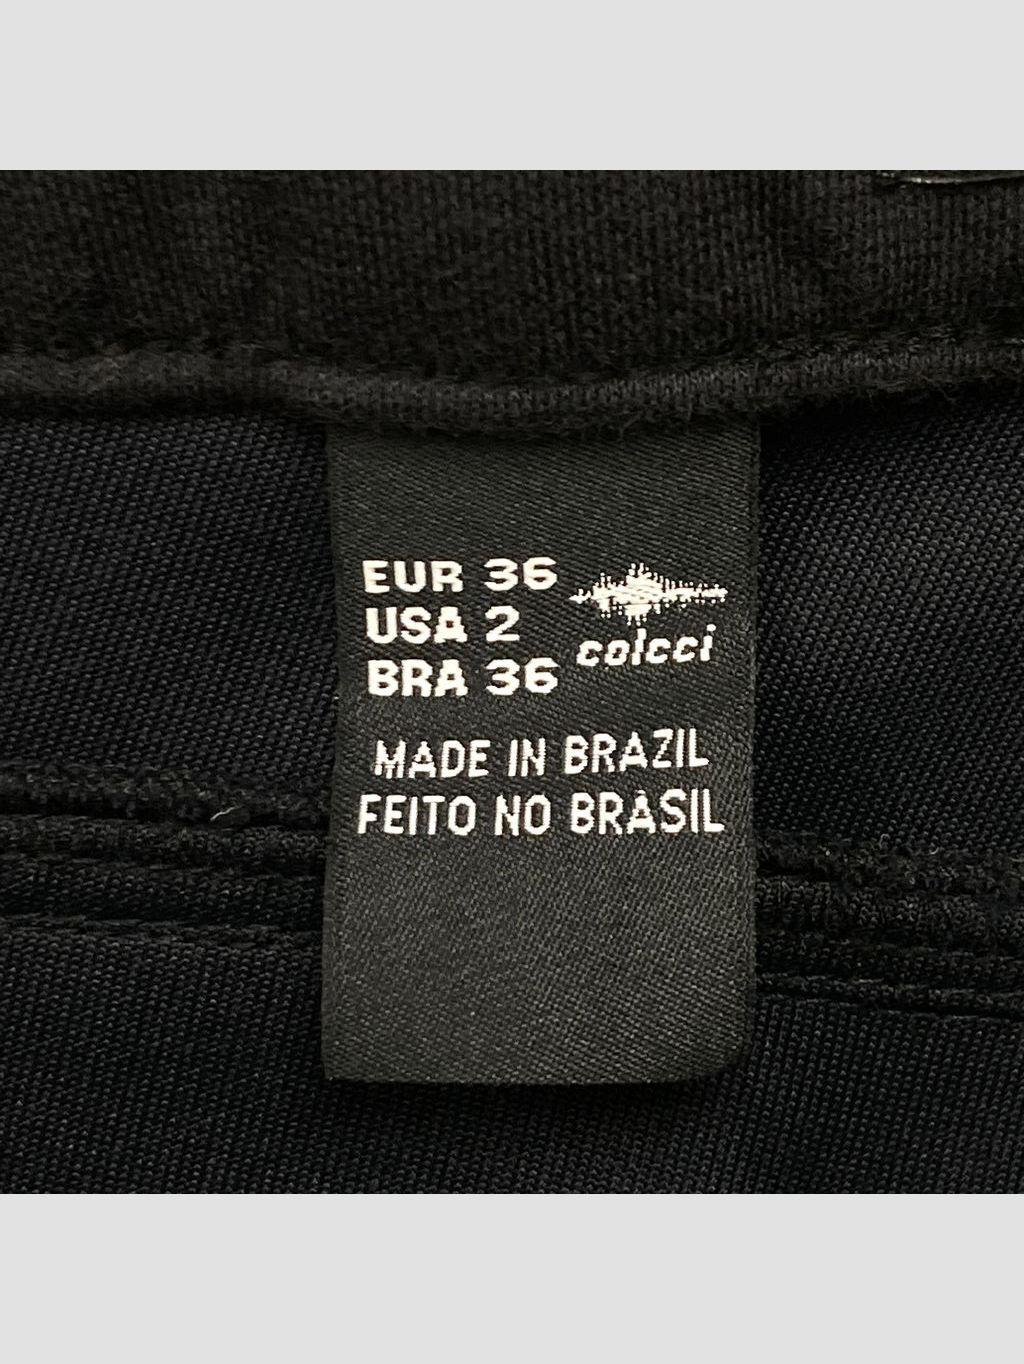 EUR 36
USA 2
BRA 36
colcci
MADE IN BRAZIL
FEITO NO BRASIL